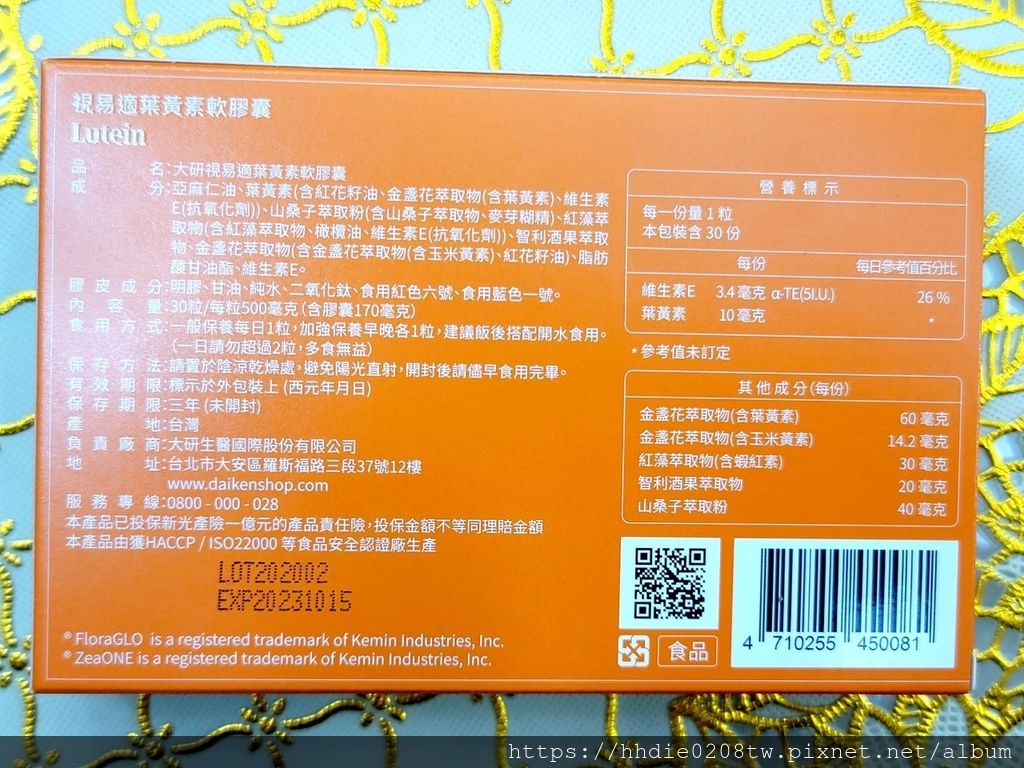 視易適葉黃素軟膠囊
Lutein
品名:大研視易適葉黃素軟膠囊
成分:亞麻仁油、葉黃素(含紅花籽油、金盞花萃取物(含葉黃素)、維生素
E(抗氧化劑))、山桑子萃取粉(含山桑子萃取物、麥芽糊精)、紅藻萃
取物(含紅藻萃取物、橄欖油、維生素E(抗氧化劑))、智利酒果萃取
物、金盞花萃取物(含金盞花萃取物(含玉米黃素)、紅花籽油)、脂肪
酸甘油酯、維生素E。
膠皮成分:明膠、甘油、純水、二氧化鈦、食用紅色六號、食用藍色一號。
內容量:30粒/每粒500毫克(含膠囊170毫克)
食用方式:一般保養每日1粒,加強保養早晚各1粒,建議飯後搭配開水食用。
(一日請勿超過2粒,多食無益)
保存方法:請置於陰涼乾燥處,避免陽光直射,開封後請儘早食用完畢。
有效期限:標示於外包裝上 (西元年月日)
保存期限:三年 (未開封)
產地:台灣
負責廠商:大研生醫國際股份有限公司
地址:台北市大安區羅斯福路三段37號12樓
www.daikenshop.com
服務專線:0800 - 000 - 028
本產品已投保新光產險一億元的產品責任險,投保金額不等同理賠金額
本產品由獲HACCP / ISO22000 等食品安全認證廠生產
LOT202002
EXP20231015
® FloraGLO is a registered trademark of Kemin Industries, Inc.
® ZeaONE is a registered trademark of Kemin Industries, Inc.
營養標示
每一份量 1 粒
本包裝含 30 份
每份 每日參考值百分比
維生素E 3.4 毫克 α-TE(5I.U.) 26 %
葉黃素 10 毫克 *
*參考值未訂定
其他成分(每份)
金盞花萃取物(含葉黃素) 60 毫克
金盞花萃取物(含玉米黃素) 14.2 毫克
紅藻萃取物(含蝦紅素) 30 毫克
智利酒果萃取物 20 毫克
山桑子萃取粉 40 毫克
4 710255 450081
食品
https://hhdie0208tw.pixnet.net/album